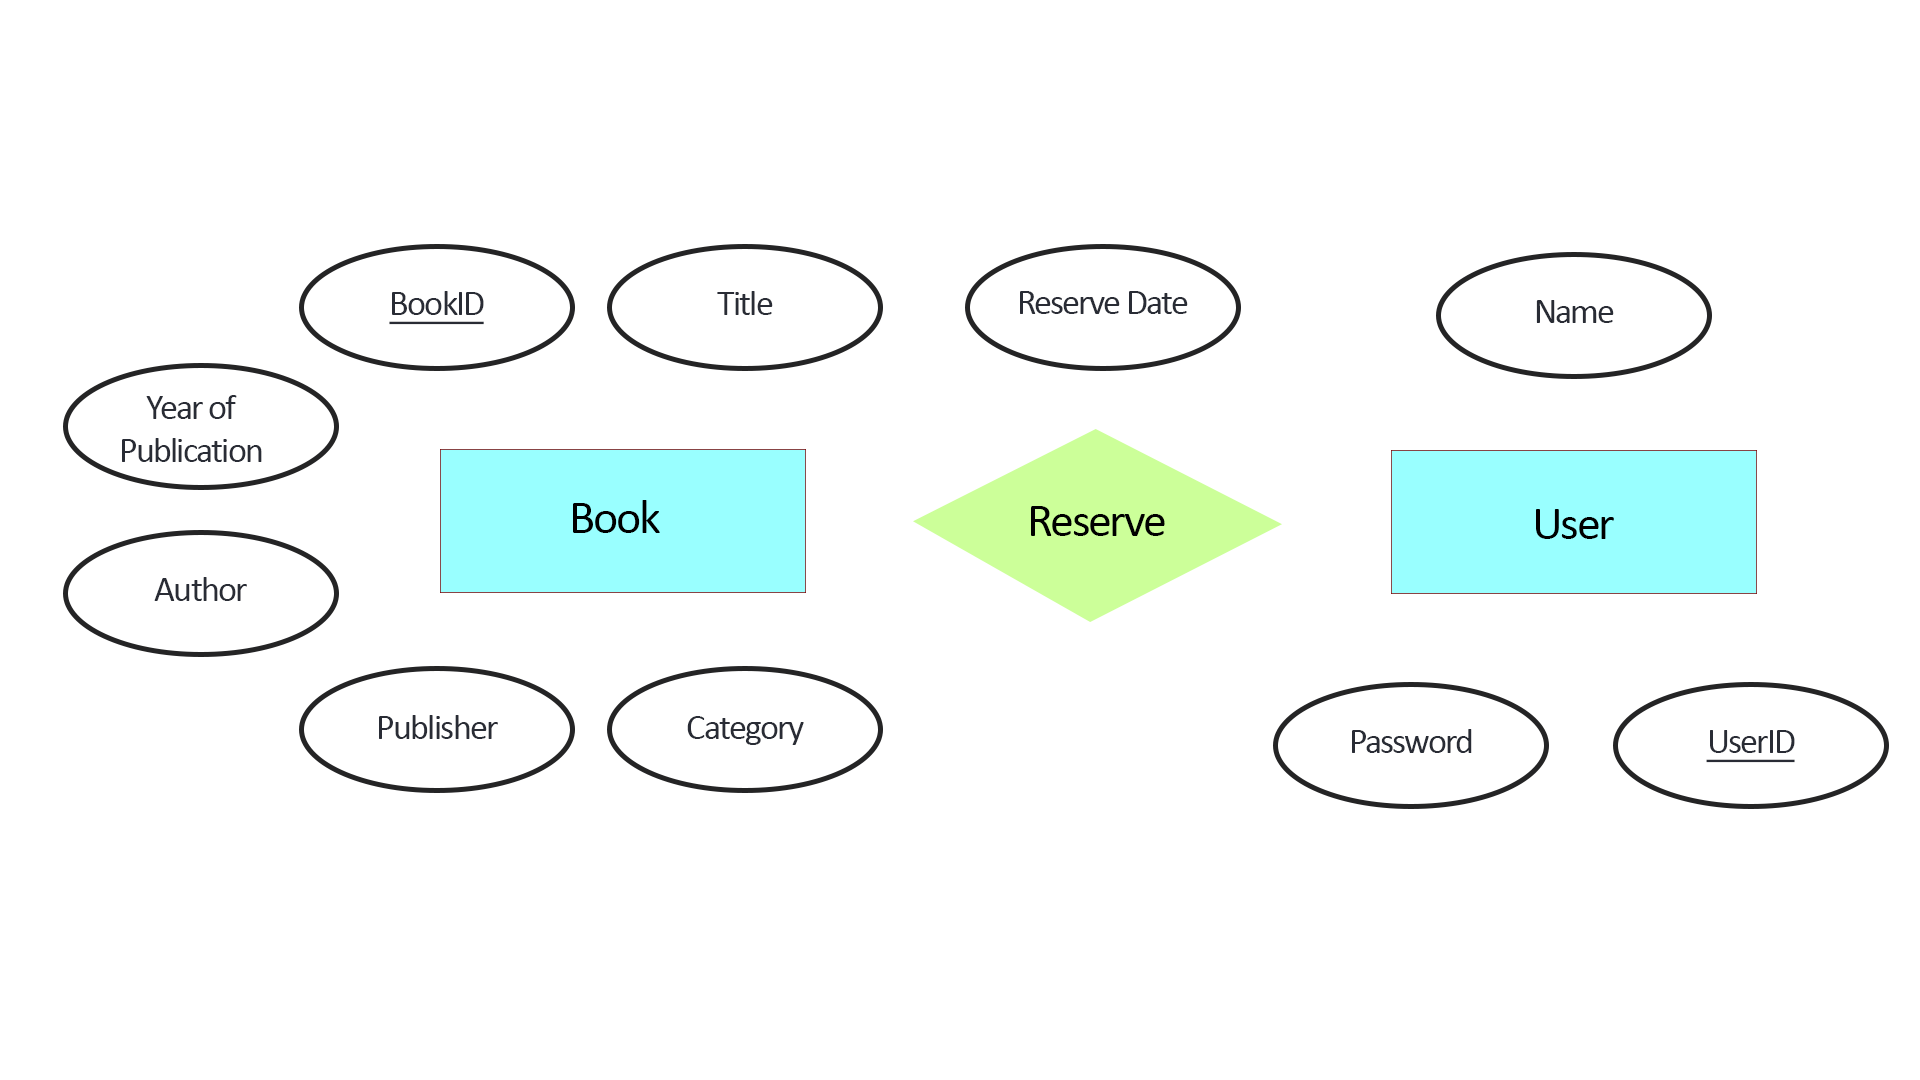 BookID
Title
Reserve Date
Name
Year of
Publication
Book
Reserve
User
Author
Publisher
Category
Password
UserID